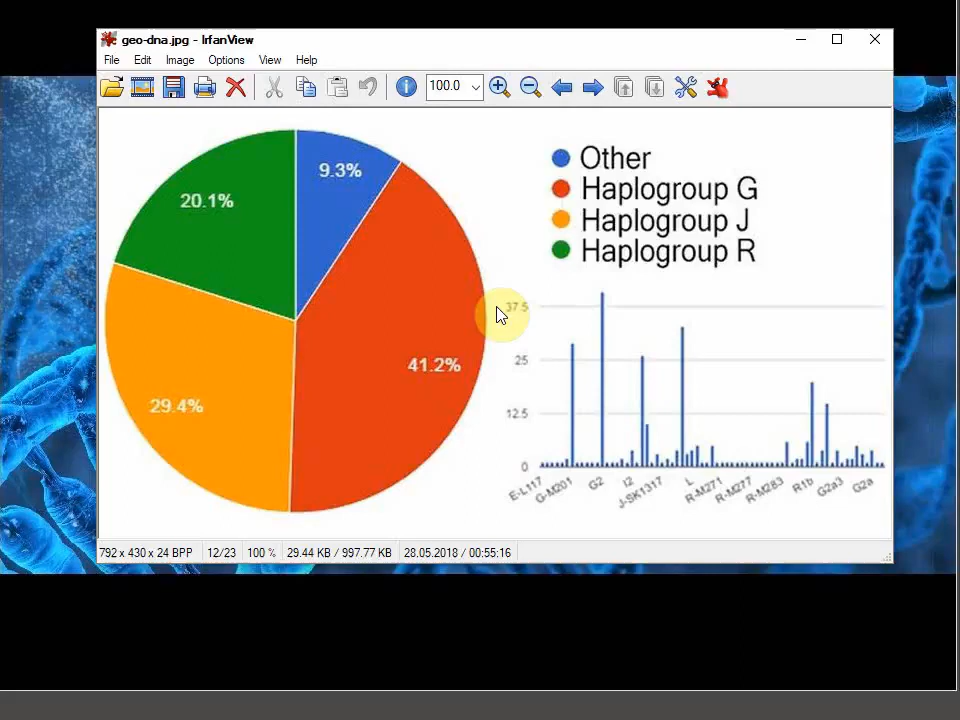 geo-dna.jpg - IrfanView
File Edit Image Options View Help
100.0
9.3%
20.1%
41.2%
29.4%
Other
Haplogroup G
Haplogroup J
Haplogroup R
37.5
25
12.5
0
E-L117 G-M201 G2 I2 J-SK1317 L R-M271 R-M277 R-M283 R1b G2a3 G2a
792 x 430 x 24 BPP 12/23 100 % 29.44 KB / 997.77 KB 28.05.2018 / 00:55:16